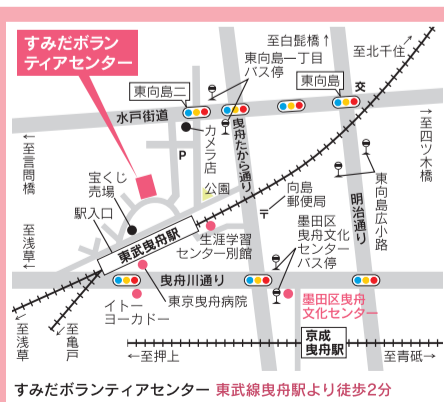 すみだボラン
ティアセンター
至白髭橋↑
至北千住→
東向島一丁目
バス停
東向島二
東向島
交
水戸街道
←至言問橋
カメラ店
P
曳舟たから通り
→至四ツ木橋
宝くじ
売場
公園
向島
郵便局
〒
明治通り
東向島広小路
駅入口
東武曳舟駅
生涯学習
センター別館
墨田区
曳舟文化
センター
バス停
至浅草←
曳舟川通り
イトー
ヨーカドー
東京曳舟病院
墨田区曳舟
文化センター
←至浅草
←至亀戸
京成
曳舟駅
←至押上
→至青砥
すみだボランティアセンター 東武線曳舟駅より徒歩2分